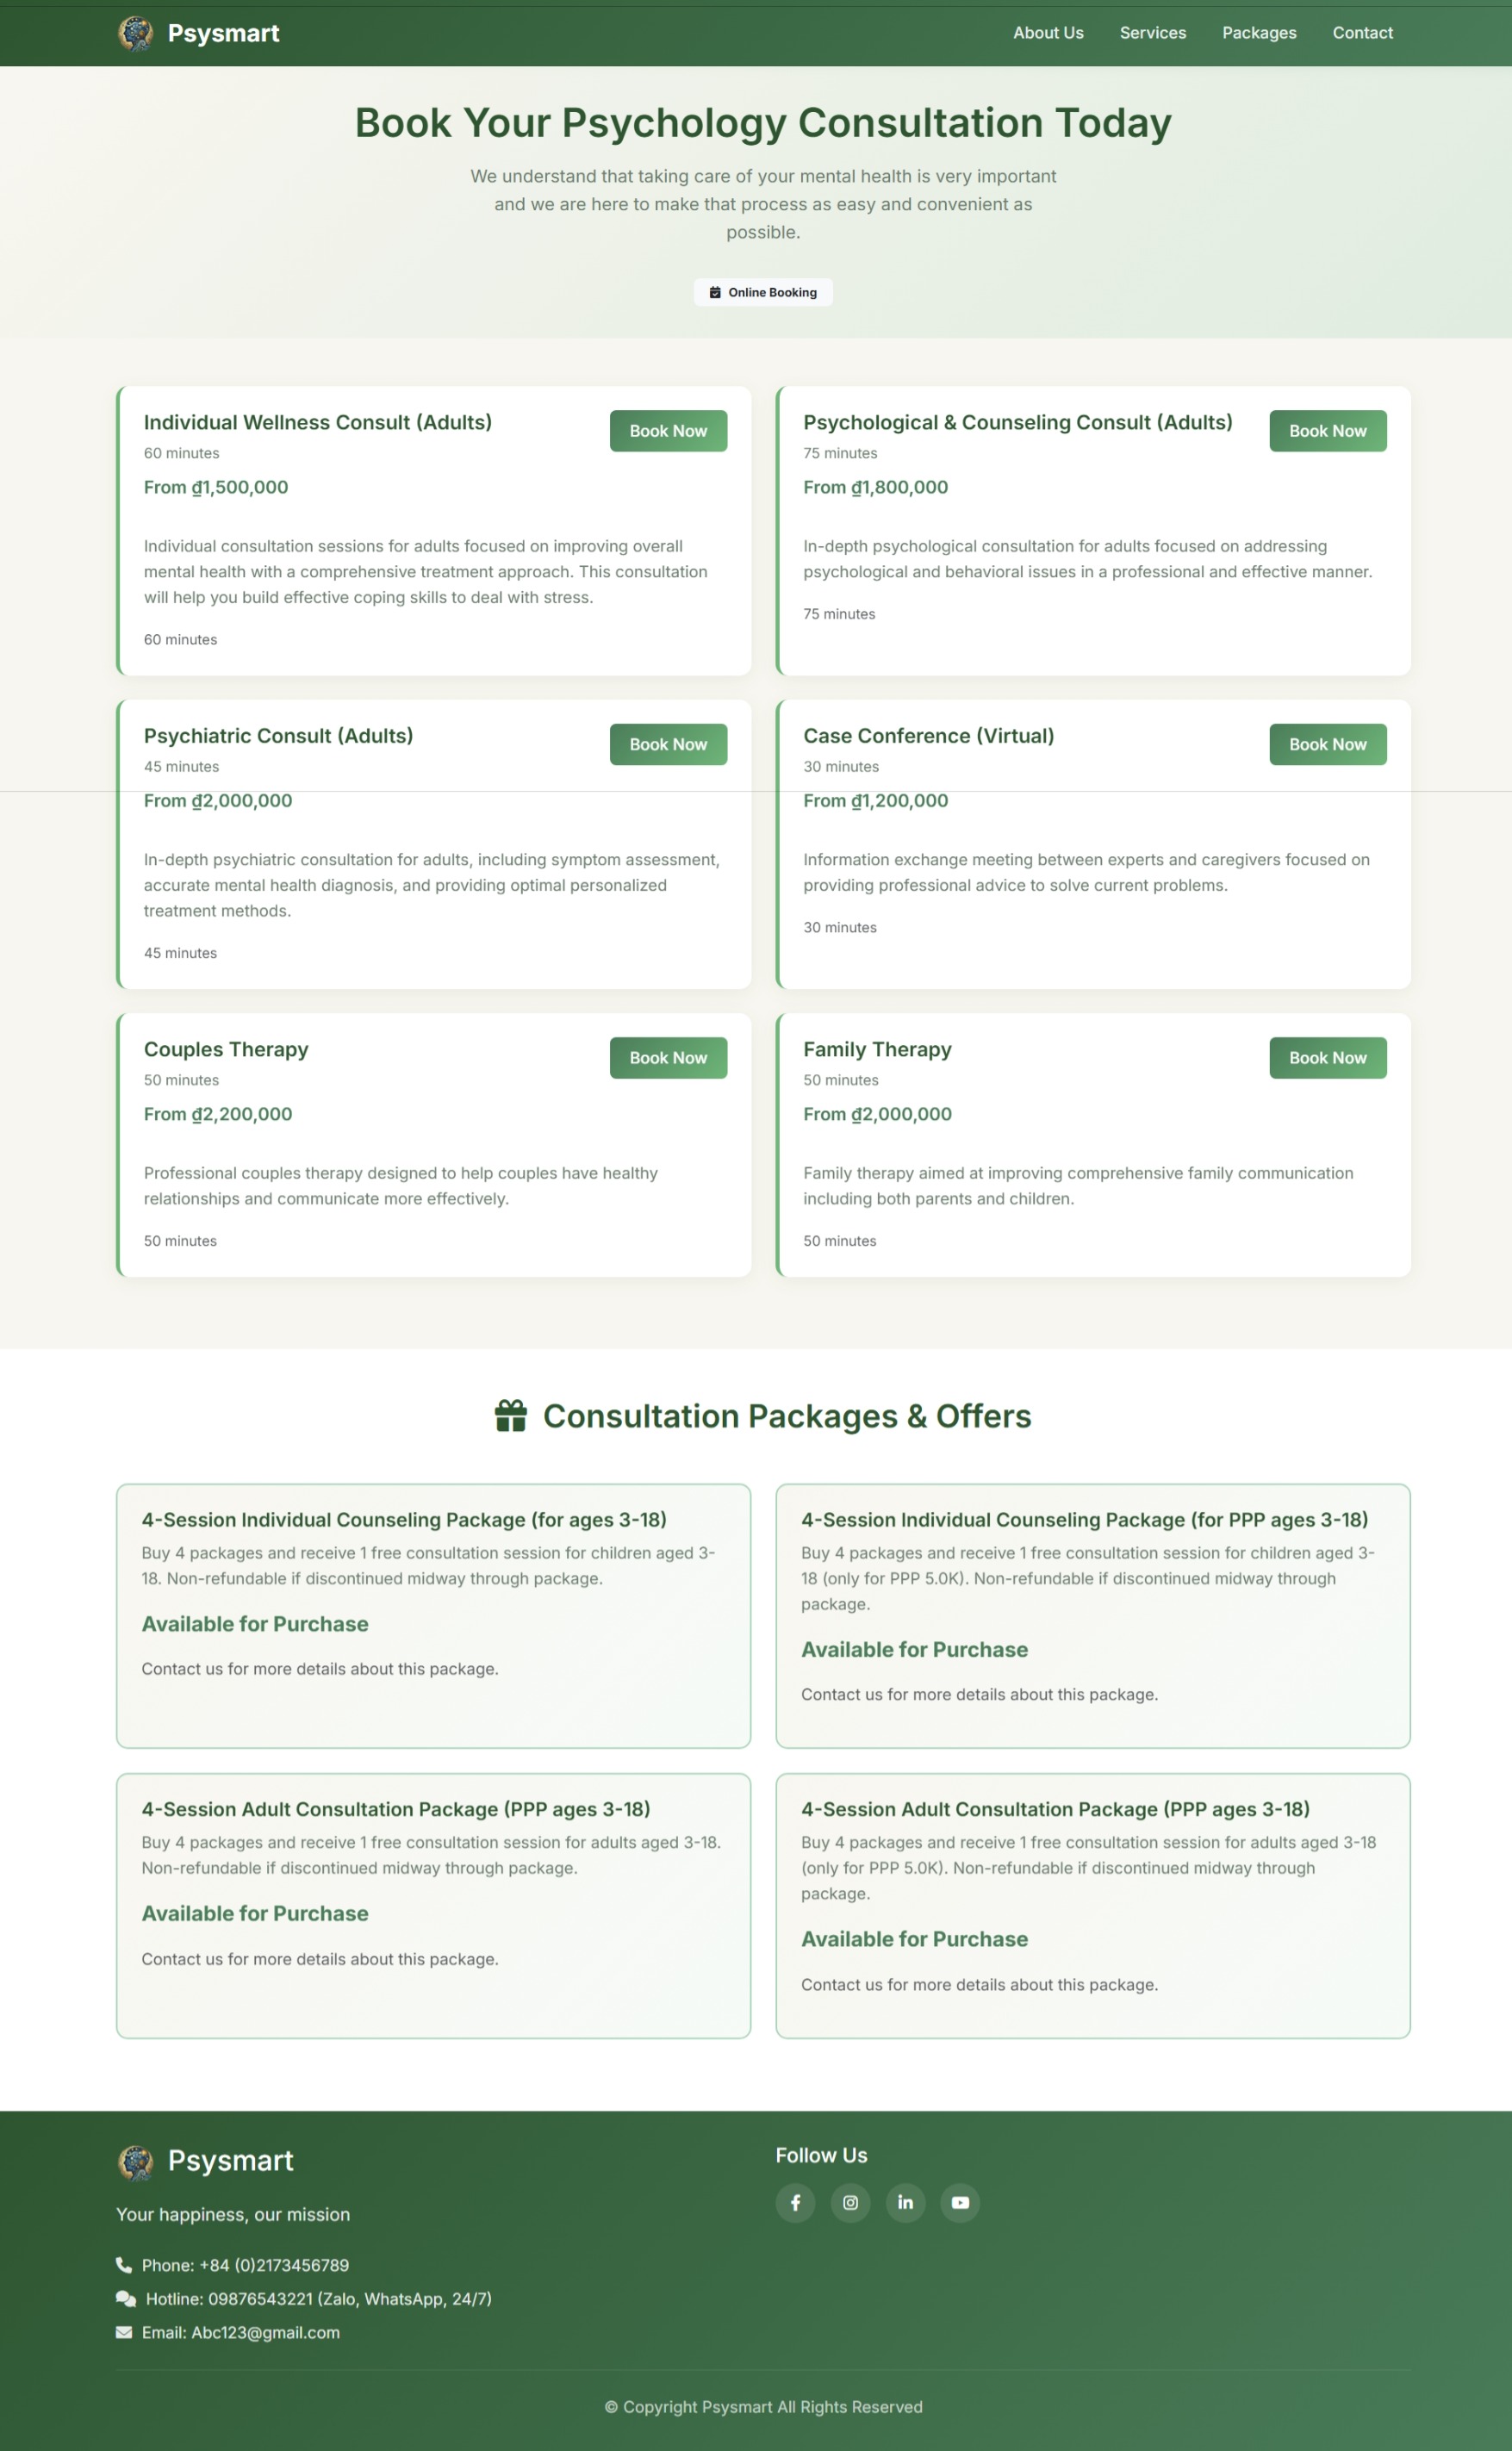 Psysmart
About Us
Services
Packages
Contact
Book Your Psychology Consultation Today
We understand that taking care of your mental health is very important
and we are here to make that process as easy and convenient as
possible.
Online Booking
Individual Wellness Consult (Adults)
Book Now
60 minutes
From ₫1,500,000
Individual consultation sessions for adults focused on improving overall
mental health with a comprehensive treatment approach. This consultation
will help you build effective coping skills to deal with stress.
60 minutes
Psychological & Counseling Consult (Adults)
Book Now
75 minutes
From ₫1,800,000
In-depth psychological consultation for adults focused on addressing
psychological and behavioral issues in a professional and effective manner.
75 minutes
Psychiatric Consult (Adults)
Book Now
45 minutes
From ₫2,000,000
In-depth psychiatric consultation for adults, including symptom assessment,
accurate mental health diagnosis, and providing optimal personalized
treatment methods.
45 minutes
Case Conference (Virtual)
Book Now
30 minutes
From ₫1,200,000
Information exchange meeting between experts and caregivers focused on
providing professional advice to solve current problems.
30 minutes
Couples Therapy
Book Now
50 minutes
From ₫2,200,000
Professional couples therapy designed to help couples have healthy
relationships and communicate more effectively.
50 minutes
Family Therapy
Book Now
50 minutes
From ₫2,000,000
Family therapy aimed at improving comprehensive family communication
including both parents and children.
50 minutes
Consultation Packages & Offers
4-Session Individual Counseling Package (for ages 3-18)
Buy 4 packages and receive 1 free consultation session for children aged 3-
18. Non-refundable if discontinued midway through package.
Available for Purchase
Contact us for more details about this package.
4-Session Individual Counseling Package (for PPP ages 3-18)
Buy 4 packages and receive 1 free consultation session for children aged 3-
18 (only for PPP 5.0K). Non-refundable if discontinued midway through
package.
Available for Purchase
Contact us for more details about this package.
4-Session Adult Consultation Package (PPP ages 3-18)
Buy 4 packages and receive 1 free consultation session for adults aged 3-18.
Non-refundable if discontinued midway through package.
Available for Purchase
Contact us for more details about this package.
4-Session Adult Consultation Package (PPP ages 3-18)
Buy 4 packages and receive 1 free consultation session for adults aged 3-18
(only for PPP 5.0K). Non-refundable if discontinued midway through
package.
Available for Purchase
Contact us for more details about this package.
Psysmart
Your happiness, our mission
Phone: +84 (0)2173456789
Hotline: 09876543221 (Zalo, WhatsApp, 24/7)
Email: Abc123@gmail.com
Follow Us
© Copyright Psysmart All Rights Reserved